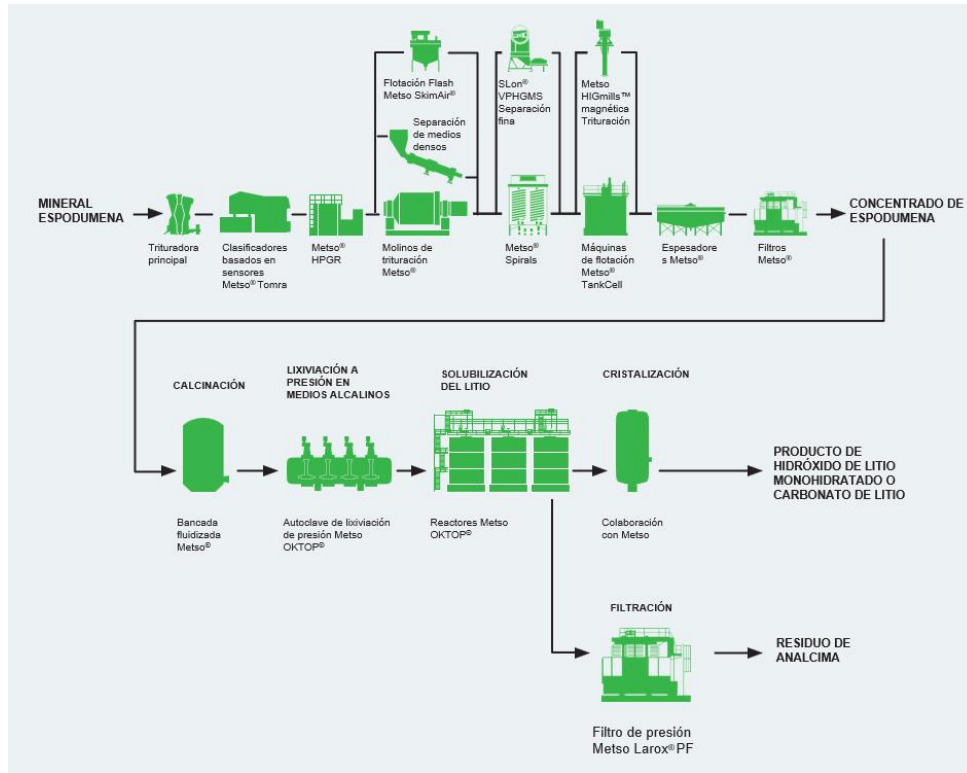 Flotación Flash
Metso SkimAir®
SLon®
VPHGMS
Separación
fina
Metso
HIGmills™
magnética
Trituración
Separación
de medios
densos
MINERAL
ESPODUMENA
CONCENTRADO DE
ESPODUMENA
Trituradora
principal
Clasificadores
basados en
sensores
Metso® Tomra
Metso®
HPGR
Molinos de
trituración
Metso®
Metso®
Spirals
Máquinas
de flotación
Metso®
TankCell
Espesadore
s Metso®
Filtros
Metso®
CALCINACIÓN
LIXIVIACIÓN A
PRESIÓN EN
MEDIOS ALCALINOS
SOLUBILIZACIÓN
DEL LITIO
CRISTALIZACIÓN
PRODUCTO DE
HIDRÓXIDO DE LITIO
MONOHIDRATADO O
CARBONATO DE LITIO
Bancada
fluidizada
Metso®
Autoclave de lixiviación
de presión Metso
OKTOP®
Reactores Metso
OKTOP®
Colaboración
con Metso
FILTRACIÓN
RESIDUO DE
ANALCIMA
Filtro de presión
Metso Larox® PF